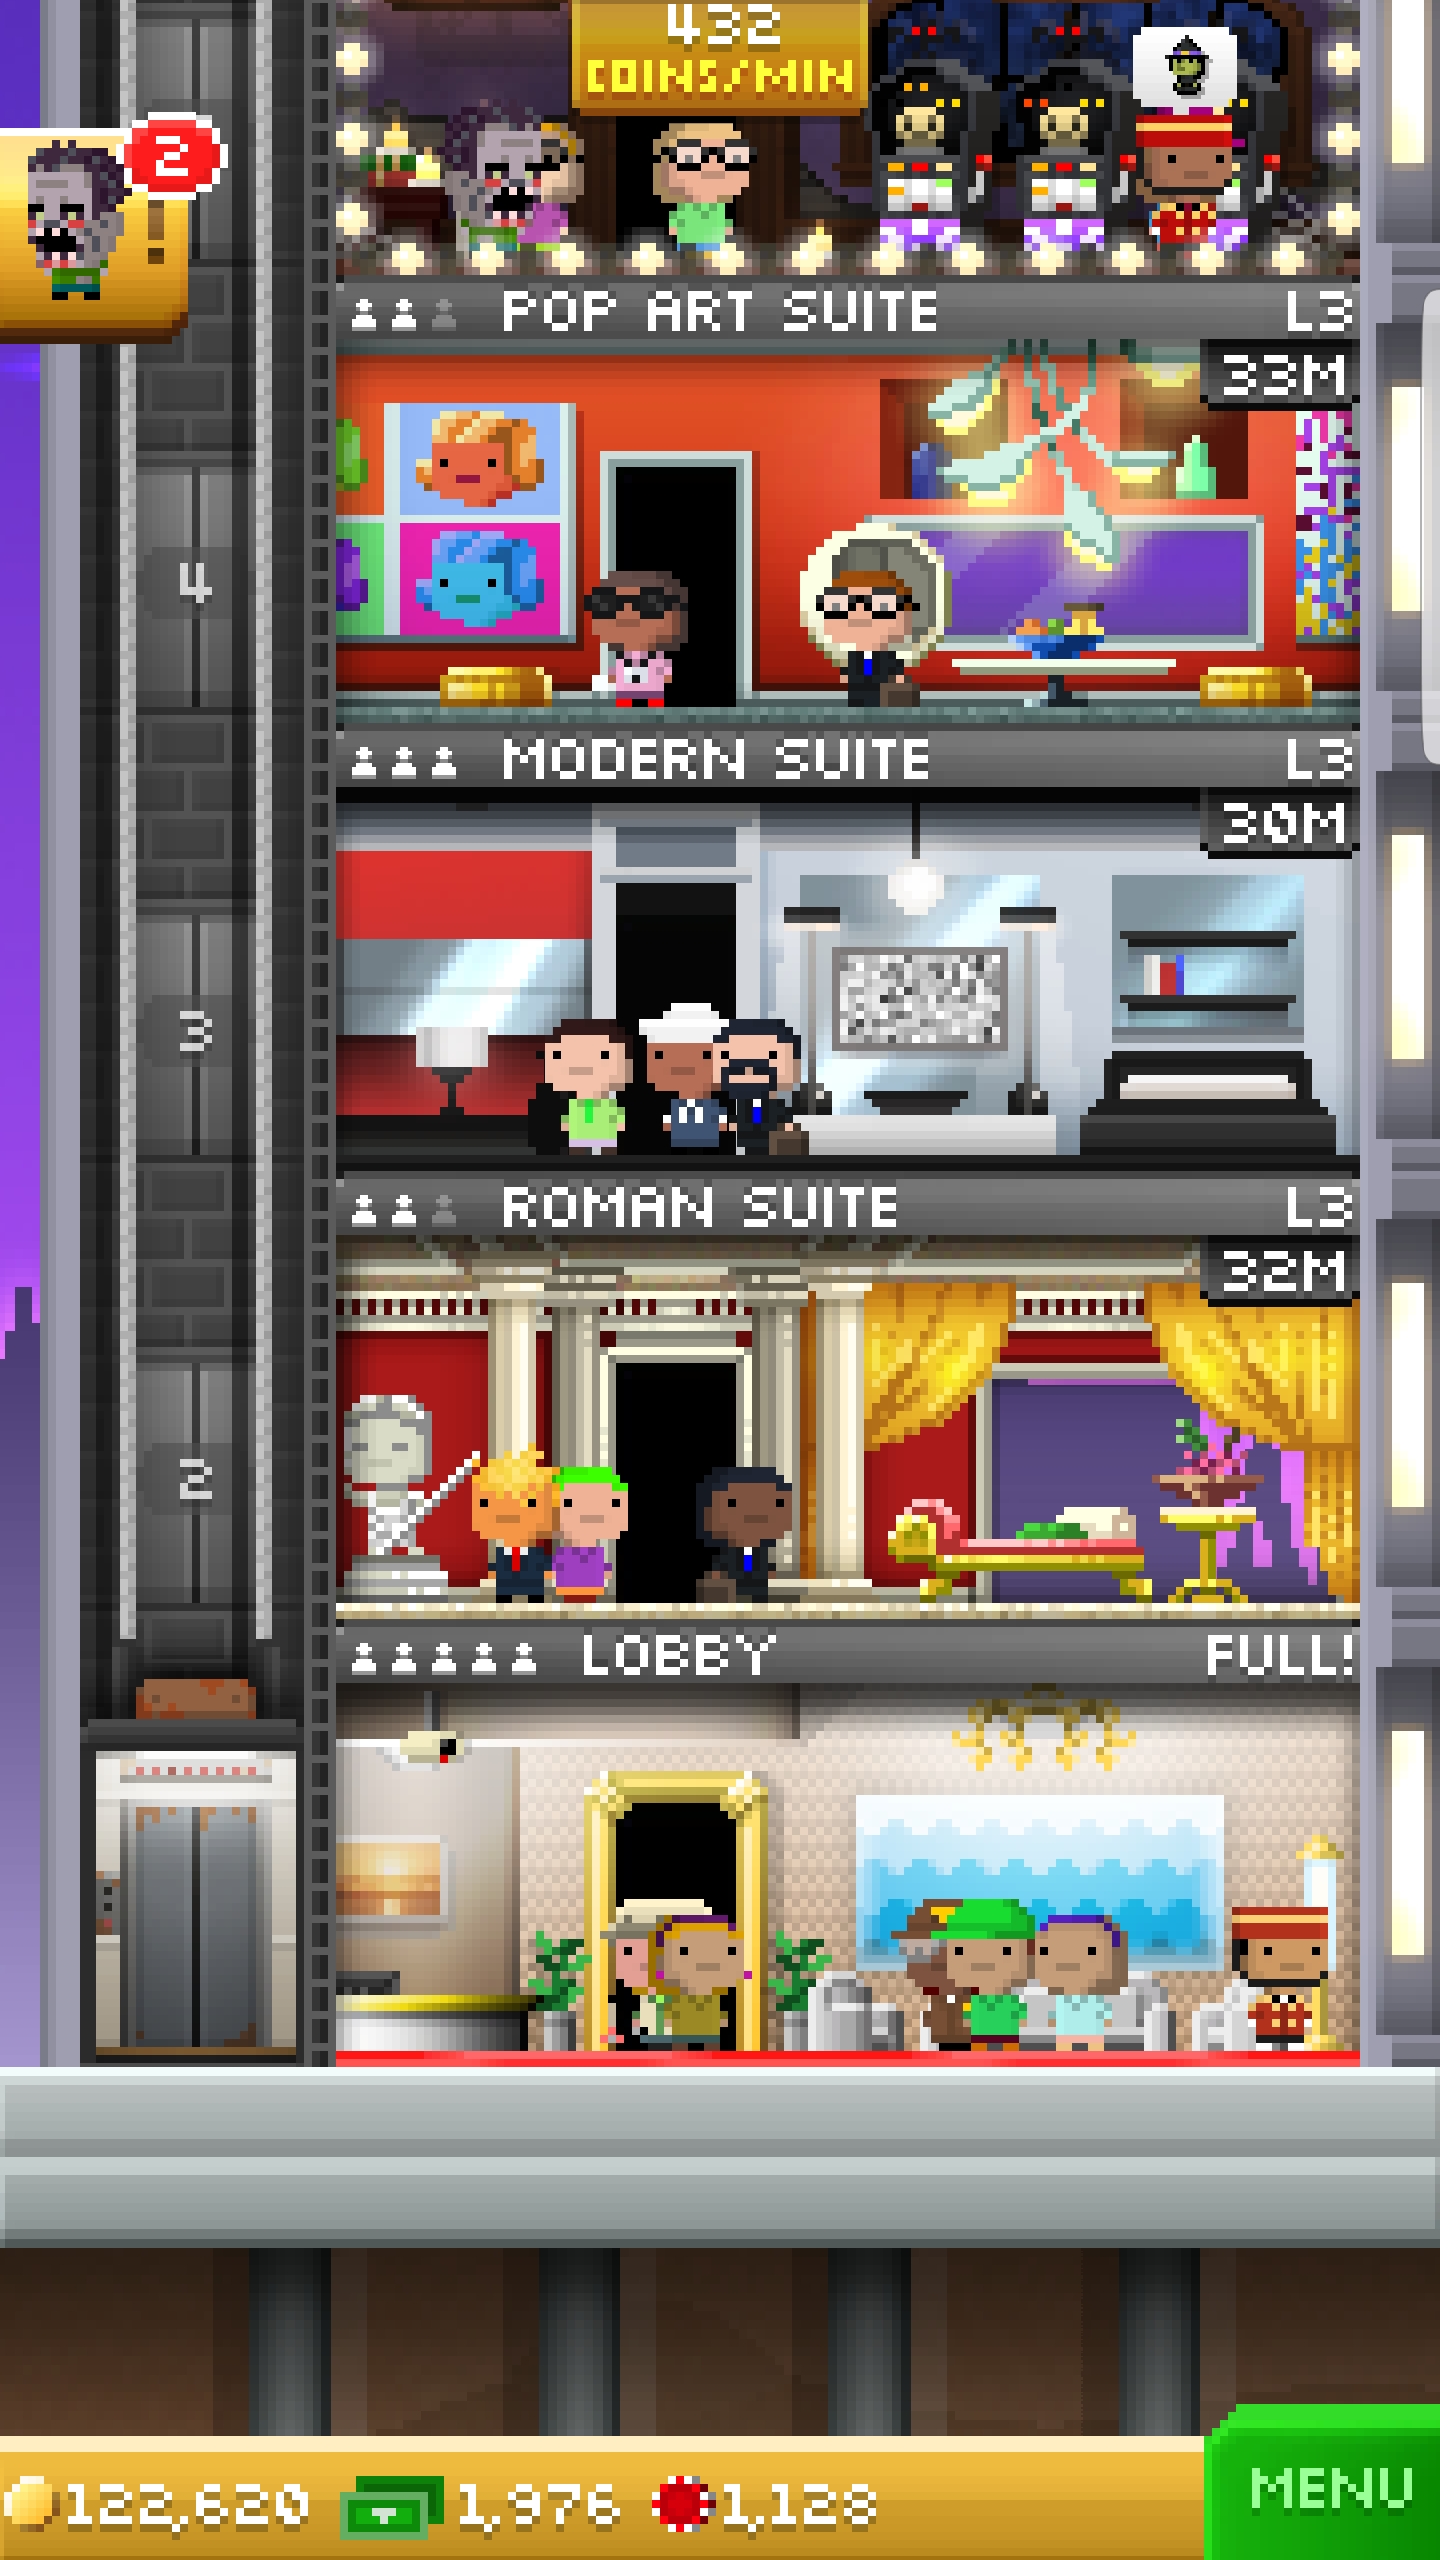 432
COINS/MIN
2
!
POP ART SUITE L3
33M
4
MODERN SUITE L3
30M
3
ROMAN SUITE L3
32M
2
LOBBY FULL!
122,620 1,976 1,128
MENU